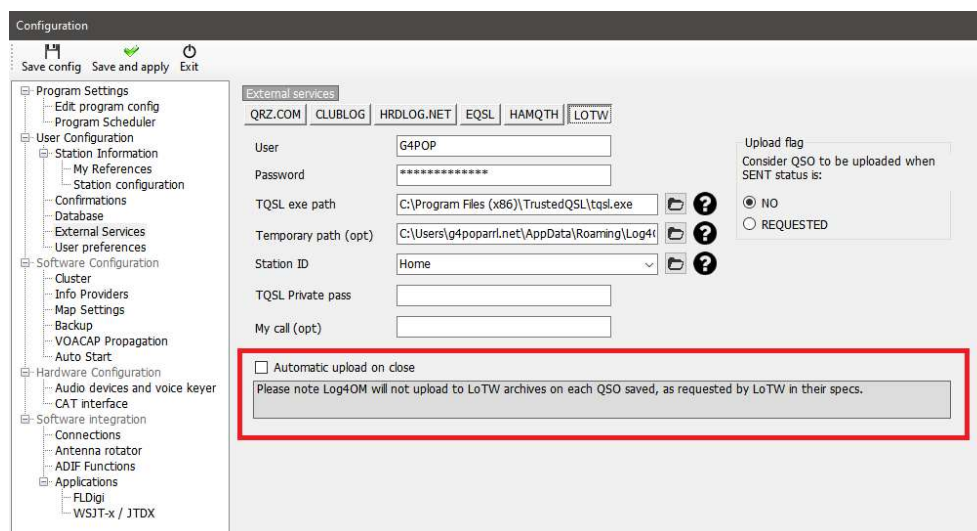 Configuration
Save config Save and apply Exit
Program Settings
Edit program config
Program Scheduler
User Configuration
Station Information
My References
Station configuration
Confirmations
Database
External Services
User preferences
Software Configuration
Cluster
Info Providers
Map Settings
Backup
VOACAP Propagation
Auto Start
Hardware Configuration
Audio devices and voice keyer
CAT interface
Software integration
Connections
Antenna rotator
ADIF Functions
Applications
FLDigi
WSJT-x / JTDX
External services
QRZ.COM CLUBLOG HRDLOG.NET EQSL HAMQTH LOTW
User G4POP
Password *************
TQSL exe path C:\Program Files (x86)\TrustedQSL\tqsl.exe ?
Temporary path (opt) C:\Users\g4poparrl.net\AppData\Roaming\Log4( ?
Station ID Home ?
TQSL Private pass
My call (opt)
Upload flag
Consider QSO to be uploaded when
SENT status is:
NO
REQUESTED
Automatic upload on close
Please note Log4OM will not upload to LoTW archives on each QSO saved, as requested by LoTW in their specs.